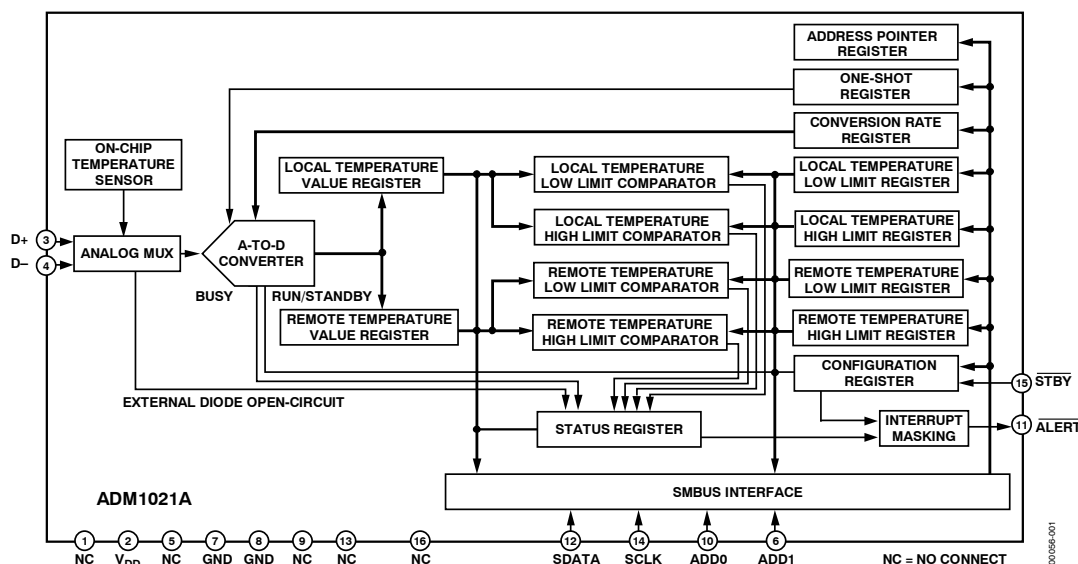 ADDRESS POINTER
REGISTER
ONE-SHOT
REGISTER
CONVERSION RATE
REGISTER
ON-CHIP
TEMPERATURE
SENSOR
LOCAL TEMPERATURE
VALUE REGISTER
LOCAL TEMPERATURE
LOW LIMIT COMPARATOR
LOCAL TEMPERATURE
LOW LIMIT REGISTER
D+
3
D–
4
ANALOG MUX
A-TO-D
CONVERTER
LOCAL TEMPERATURE
HIGH LIMIT COMPARATOR
LOCAL TEMPERATURE
HIGH LIMIT REGISTER
BUSY
RUN/STANDBY
REMOTE TEMPERATURE
LOW LIMIT COMPARATOR
REMOTE TEMPERATURE
LOW LIMIT REGISTER
REMOTE TEMPERATURE
VALUE REGISTER
REMOTE TEMPERATURE
HIGH LIMIT COMPARATOR
REMOTE TEMPERATURE
HIGH LIMIT REGISTER
CONFIGURATION
REGISTER
15
STBY
EXTERNAL DIODE OPEN-CIRCUIT
STATUS REGISTER
INTERRUPT
MASKING
11
ALERT
SMBUS INTERFACE
ADM1021A
1
NC
2
VDD
5
NC
7
GND
8
GND
9
NC
13
NC
16
NC
12
SDATA
14
SCLK
10
ADD0
6
ADD1
NC = NO CONNECT
00056-001